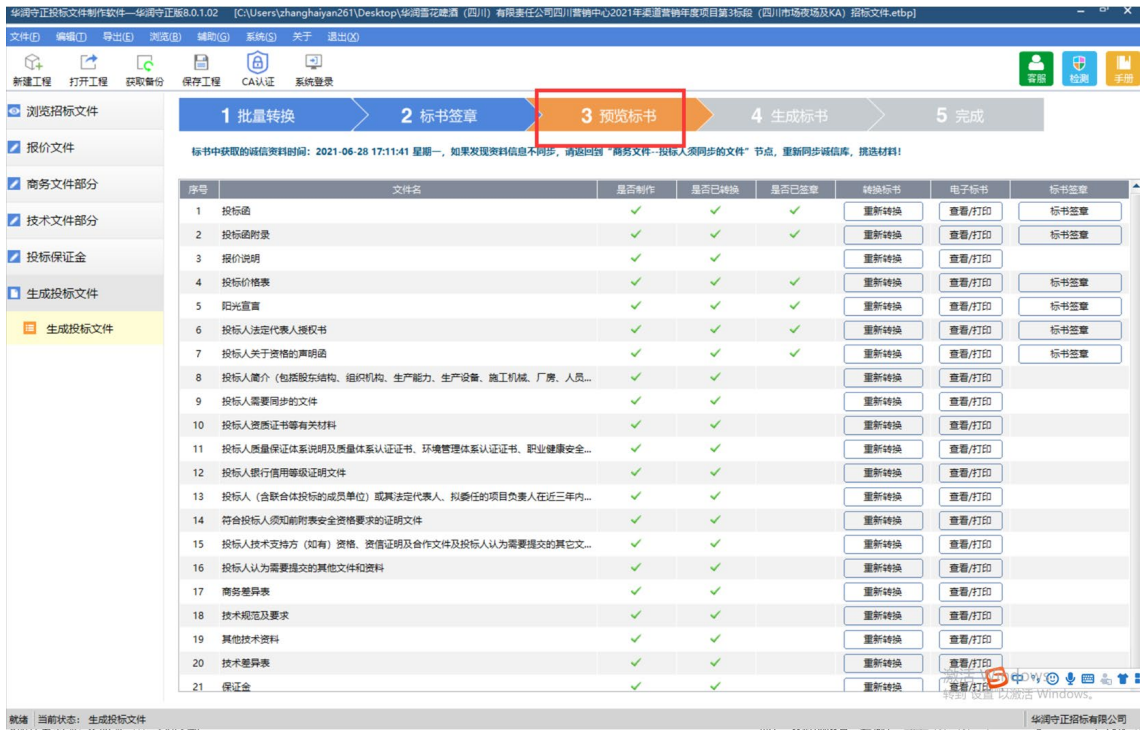 华润守正投标文件制作软件—华润守正版8.0.1.02 [C:\Users\zhanghaiyan261\Desktop\华润雪花啤酒（四川）有限责任公司四川营销中心2021年渠道营销年度项目第3标段（四川市场夜场及KA）招标文件.etbp]
文件(F) 编辑(T) 导出(E) 浏览(B) 辅助(G) 系统(S) 关于 退出(X)
新建工程 打开工程 获取备份 保存工程 CA认证 系统登录 客服 检测 手册
浏览招标文件
报价文件
商务文件部分
技术文件部分
投标保证金
生成投标文件
生成投标文件
1 批量转换 2 标书签章 3 预览标书 4 生成标书 5 完成
标书中获取的诚信资料时间：2021-06-28 17:11:41 星期一，如果发现资料信息不同步，请返回到“商务文件--投标人须同步的文件”节点，重新同步诚信库，挑选材料！
序号 文件名 是否制作 是否已转换 是否已签章 转换标书 电子标书 标书签章
1 投标函 ✓ ✓ ✓ 重新转换 查看/打印 标书签章
2 投标函附录 ✓ ✓ ✓ 重新转换 查看/打印 标书签章
3 报价说明 ✓ ✓ 重新转换 查看/打印
4 投标价格表 ✓ ✓ ✓ 重新转换 查看/打印 标书签章
5 阳光宣言 ✓ ✓ ✓ 重新转换 查看/打印 标书签章
6 投标人法定代表人授权书 ✓ ✓ ✓ 重新转换 查看/打印 标书签章
7 投标人关于资格的声明函 ✓ ✓ ✓ 重新转换 查看/打印 标书签章
8 投标人简介（包括股东结构、组织机构、生产能力、生产设备、施工机械、厂房、人员... ✓ ✓ 重新转换 查看/打印
9 投标人需要同步的文件 ✓ ✓ 重新转换 查看/打印
10 投标人资质证书等有关材料 ✓ ✓ 重新转换 查看/打印
11 投标人质量保证体系说明及质量体系认证证书、环境管理体系认证证书、职业健康安全... ✓ ✓ 重新转换 查看/打印
12 投标人银行信用等级证明文件 ✓ ✓ 重新转换 查看/打印
13 投标人（含联合体投标的成员单位）或其法定代表人、拟委任的项目负责人在近三年内... ✓ ✓ 重新转换 查看/打印
14 符合投标人须知前附表安全资格要求的证明文件 ✓ ✓ 重新转换 查看/打印
15 投标人技术支持方（如有）资格、资信证明及合作文件及投标人认为需要提交的其它文... ✓ ✓ 重新转换 查看/打印
16 投标人认为需要提交的其他文件和资料 ✓ ✓ 重新转换 查看/打印
17 商务差异表 ✓ ✓ 重新转换 查看/打印
18 技术规范及要求 ✓ ✓ 重新转换 查看/打印
19 其他技术资料 ✓ ✓ 重新转换 查看/打印
20 技术差异表 ✓ ✓ 重新转换 查看/打印
21 保证金 ✓ ✓ 重新转换 查看/打印
激活 Windows
转到"设置"以激活 Windows。
中
就绪 当前状态： 生成投标文件 华润守正招标有限公司